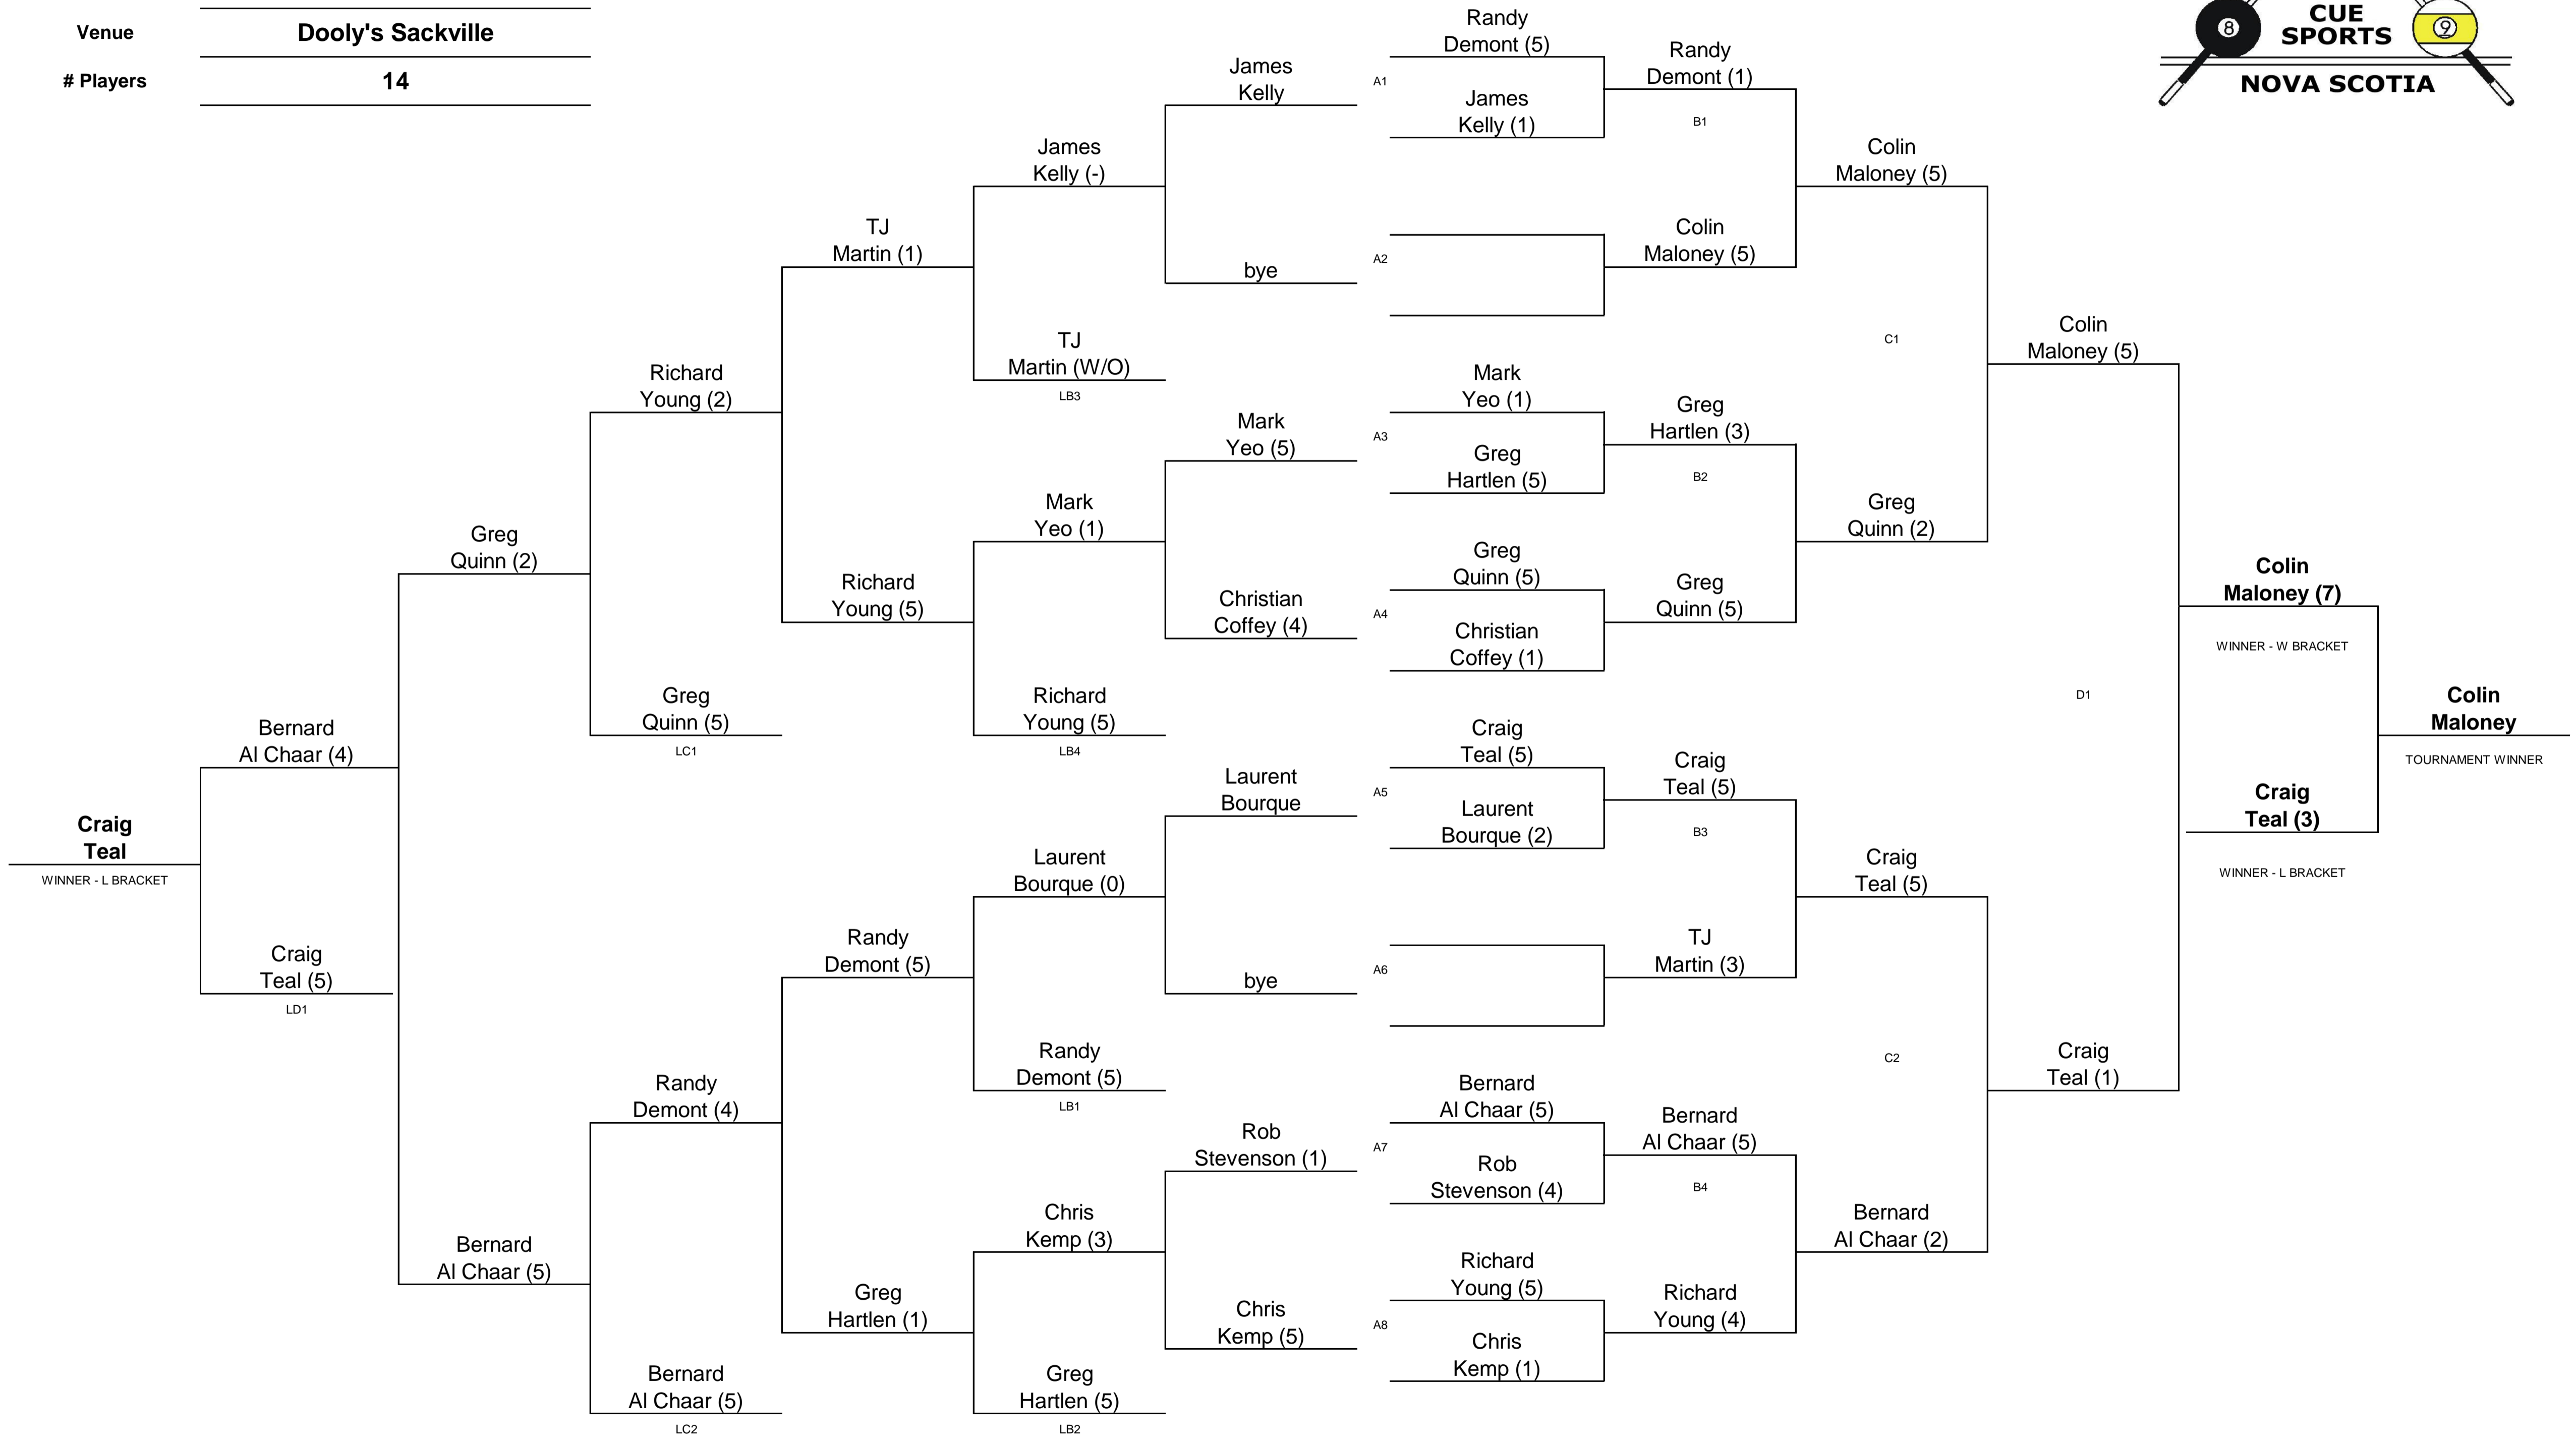 Venue
Dooly's Sackville
# Players
14
8
CUE
SPORTS
9
NOVA SCOTIA
Craig
Teal
WINNER - L BRACKET
Bernard
Al Chaar (4)
Craig
Teal (5)
LD1
Greg
Quinn (2)
Bernard
Al Chaar (5)
Richard
Young (2)
Greg
Quinn (5)
LC1
Randy
Demont (4)
Bernard
Al Chaar (5)
LC2
TJ
Martin (1)
Richard
Young (5)
Randy
Demont (5)
Greg
Hartlen (1)
James
Kelly (-)
TJ
Martin (W/O)
LB3
Mark
Yeo (1)
Richard
Young (5)
LB4
Laurent
Bourque (0)
Randy
Demont (5)
LB1
Chris
Kemp (3)
Greg
Hartlen (5)
LB2
James
Kelly
bye
Mark
Yeo (5)
Christian
Coffey (4)
Laurent
Bourque
bye
Rob
Stevenson (1)
Chris
Kemp (5)
Randy
Demont (5)
A1
James
Kelly (1)
A2
Mark
Yeo (1)
A3
Greg
Hartlen (5)
Greg
Quinn (5)
A4
Christian
Coffey (1)
Craig
Teal (5)
A5
Laurent
Bourque (2)
A6
Bernard
Al Chaar (5)
A7
Rob
Stevenson (4)
Richard
Young (5)
A8
Chris
Kemp (1)
Randy
Demont (1)
B1
Colin
Maloney (5)
Greg
Hartlen (3)
B2
Greg
Quinn (5)
Craig
Teal (5)
B3
TJ
Martin (3)
Bernard
Al Chaar (5)
B4
Richard
Young (4)
Colin
Maloney (5)
C1
Greg
Quinn (2)
Craig
Teal (5)
C2
Bernard
Al Chaar (2)
Colin
Maloney (5)
D1
Craig
Teal (1)
Colin
Maloney (7)
WINNER - W BRACKET
Craig
Teal (3)
WINNER - L BRACKET
Colin
Maloney
TOURNAMENT WINNER